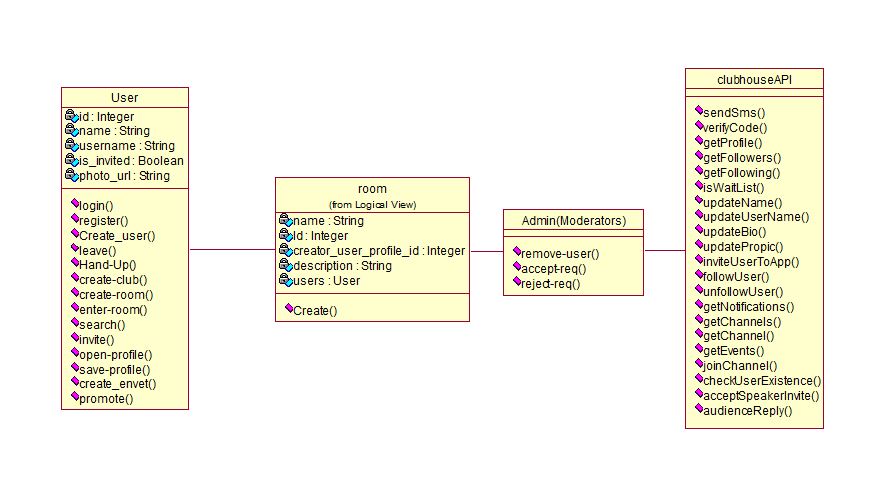 User
id : Integer
name : String
username : String
is_invited : Boolean
photo_url : String
login()
register()
Create_user()
leave()
Hand-Up()
create-club()
create-room()
enter-room()
search()
invite()
open-profile()
save-profile()
create_envet()
promote()
room
(from Logical View)
name : String
Id : Integer
creator_user_profile_id : Integer
description : String
users : User
Create()
Admin(Moderators)
remove-user()
accept-req()
reject-req()
clubhouseAPI
sendSms()
verifyCode()
getProfile()
getFollowers()
getFollowing()
isWaitList()
updateName()
updateUserName()
updateBio()
updatePropic()
inviteUserToApp()
followUser()
unfollowUser()
getNotifications()
getChannels()
getChannel()
getEvents()
joinChannel()
checkUserExistence()
acceptSpeakerInvite()
audienceReply()